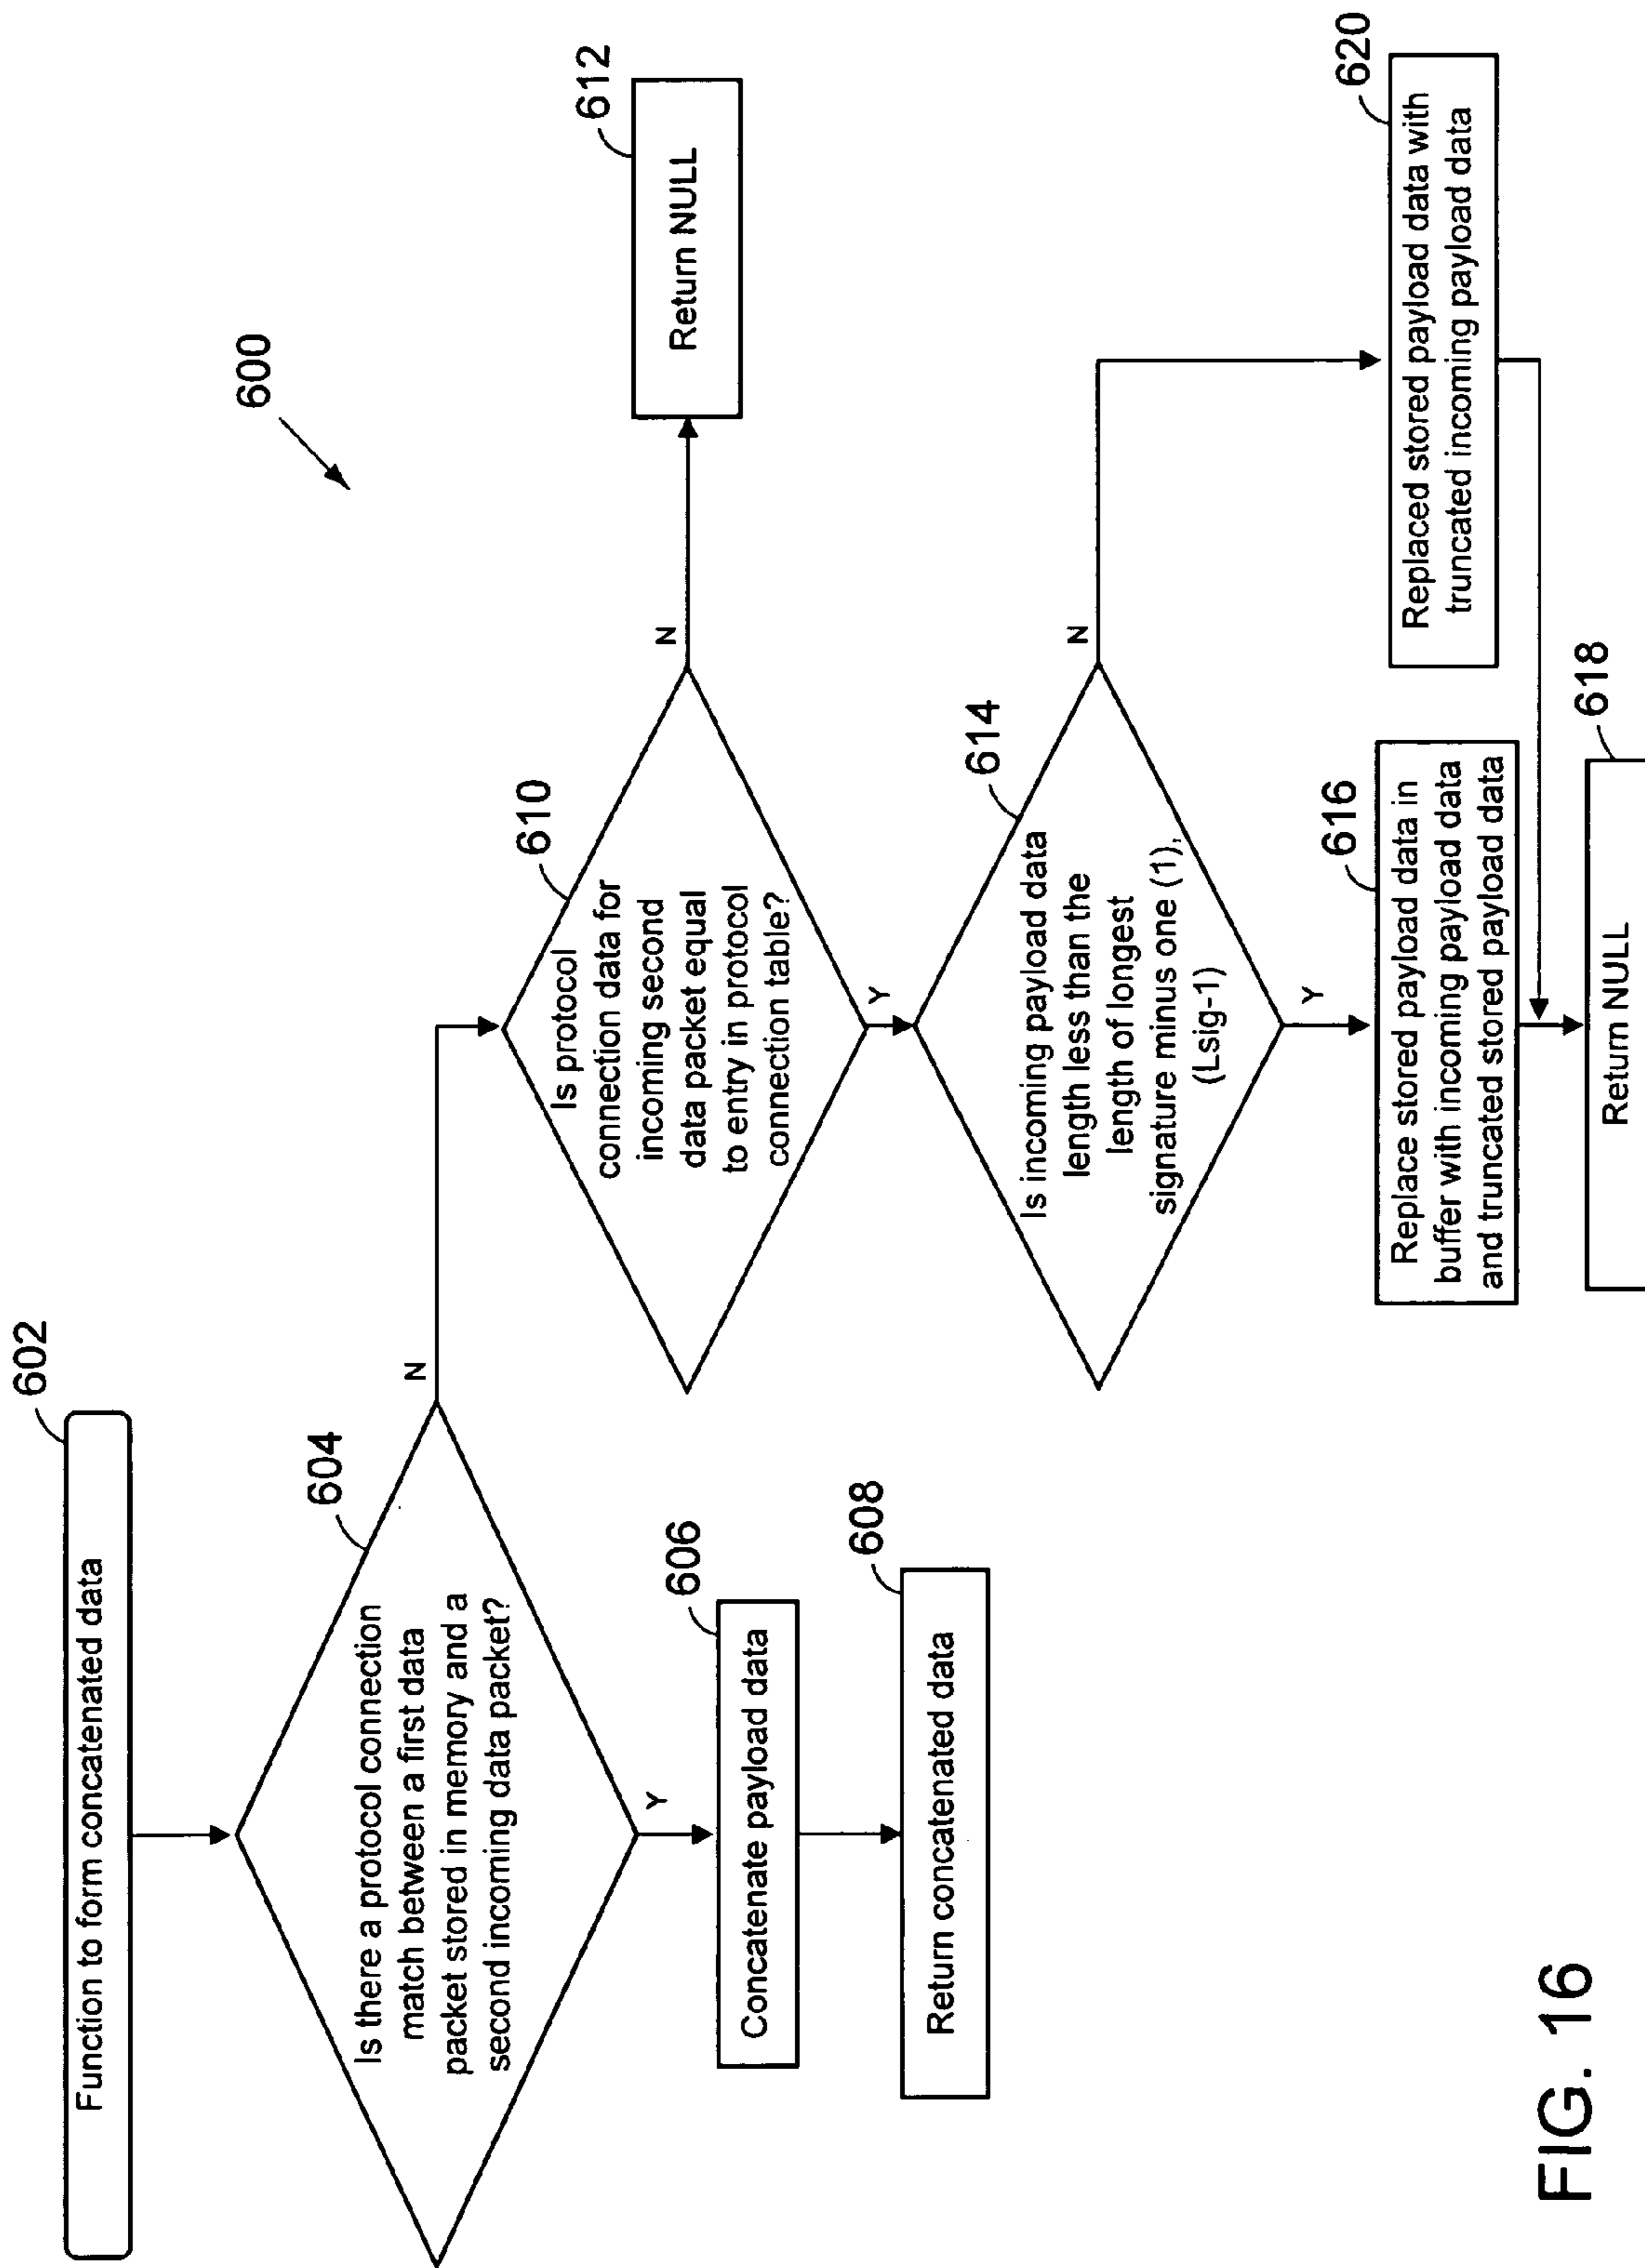 602
Function to form concatenated data
604
Is there a protocol connection
match between a first data
packet stored in memory and a
second incoming data packet?
N
Y
606
Concatenate payload data
608
Return concatenated data
600
610
Is protocol
connection data for
incoming second
data packet equal
to entry in protocol
connection table?
N
Y
612
Return NULL
614
Is incoming payload data
length less than the
length of longest
signature minus one (1),
(Lsig-1)
N
Y
616
Replace stored payload data in
buffer with incoming payload data
and truncated stored payload data
620
Replaced stored payload data with
truncated incoming payload data
618
Return NULL
FIG. 16